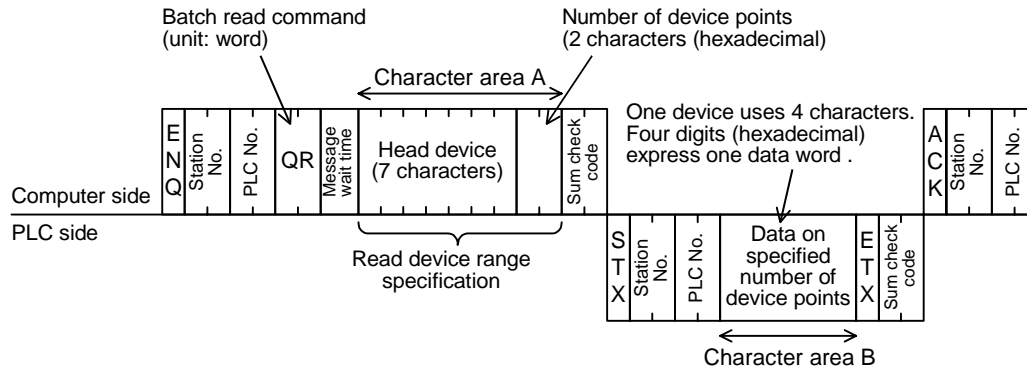 Batch read command
(unit: word)
Number of device points
(2 characters (hexadecimal)
Character area A
One device uses 4 characters.
Four digits (hexadecimal)
express one data word .
E
N
Q
Station
No.
PLC No.
QR
Message
wait time
Head device
(7 characters)
Sum check
code
A
C
K
Station
No.
PLC No.
Computer side
PLC side
Read device range
specification
S
T
X
Station
No.
PLC No.
Data on
specified
number of
device points
E
T
X
Sum check
code
Character area B